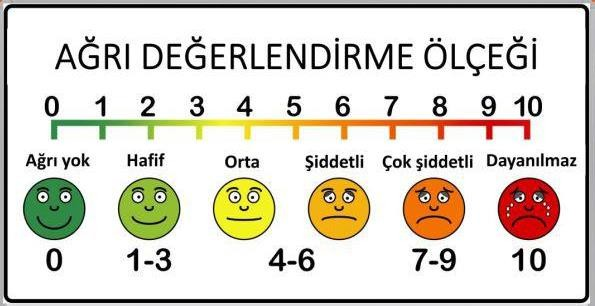 AĞRI DEĞERLENDİRME ÖLÇEĞİ
0 1 2 3 4 5 6 7 8 9 10
Ağrı yok Hafif Orta Şiddetli Çok şiddetli Dayanılmaz
0 1-3 4-6 7-9 10